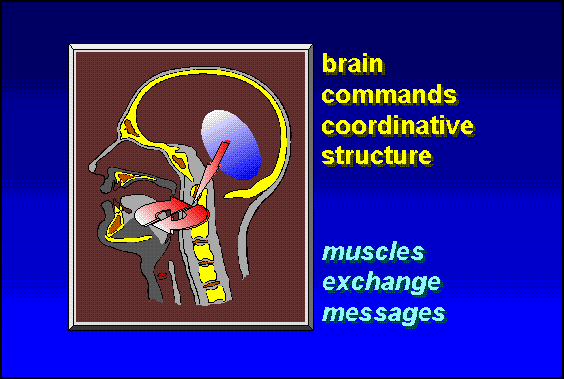 brain
commands
coordinative
structure
muscles
exchange
messages